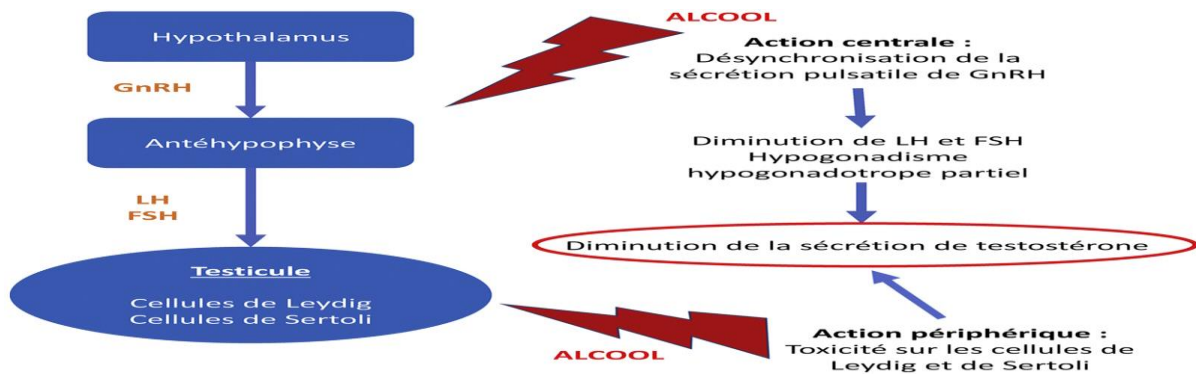 Hypothalamus
GnRH
Antéhypophyse
LH
FSH
Testicule
Cellules de Leydig
Cellules de Sertoli
ALCOOL
Action centrale :
Désynchronisation de la
sécrétion pulsatile de GnRH
Diminution de LH et FSH
Hypogonadisme
hypogonadotrope partiel
Diminution de la sécrétion de testostérone
ALCOOL
Action périphérique :
Toxicité sur les cellules de
Leydig et de Sertoli